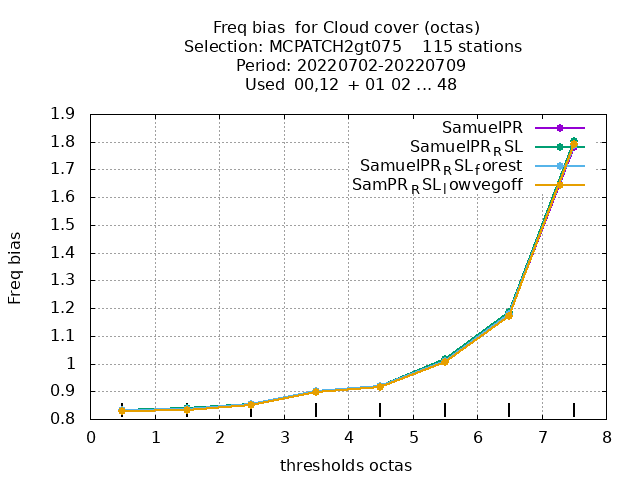 Freq bias  for Cloud cover (octas)
Selection: MCPATCH2gt075    115 stations
Period: 20220702-20220709
Used  00,12  + 01 02 ... 48
SamuelPR
SamuelPR_RSL
SamuelPR_RSL_forest
SamPR_RSL_lowvegoff
1.9
1.8
1.7
1.6
1.5
1.4
1.3
1.2
1.1
1
0.9
0.8
Freq bias
0 1 2 3 4 5 6 7 8
thresholds octas